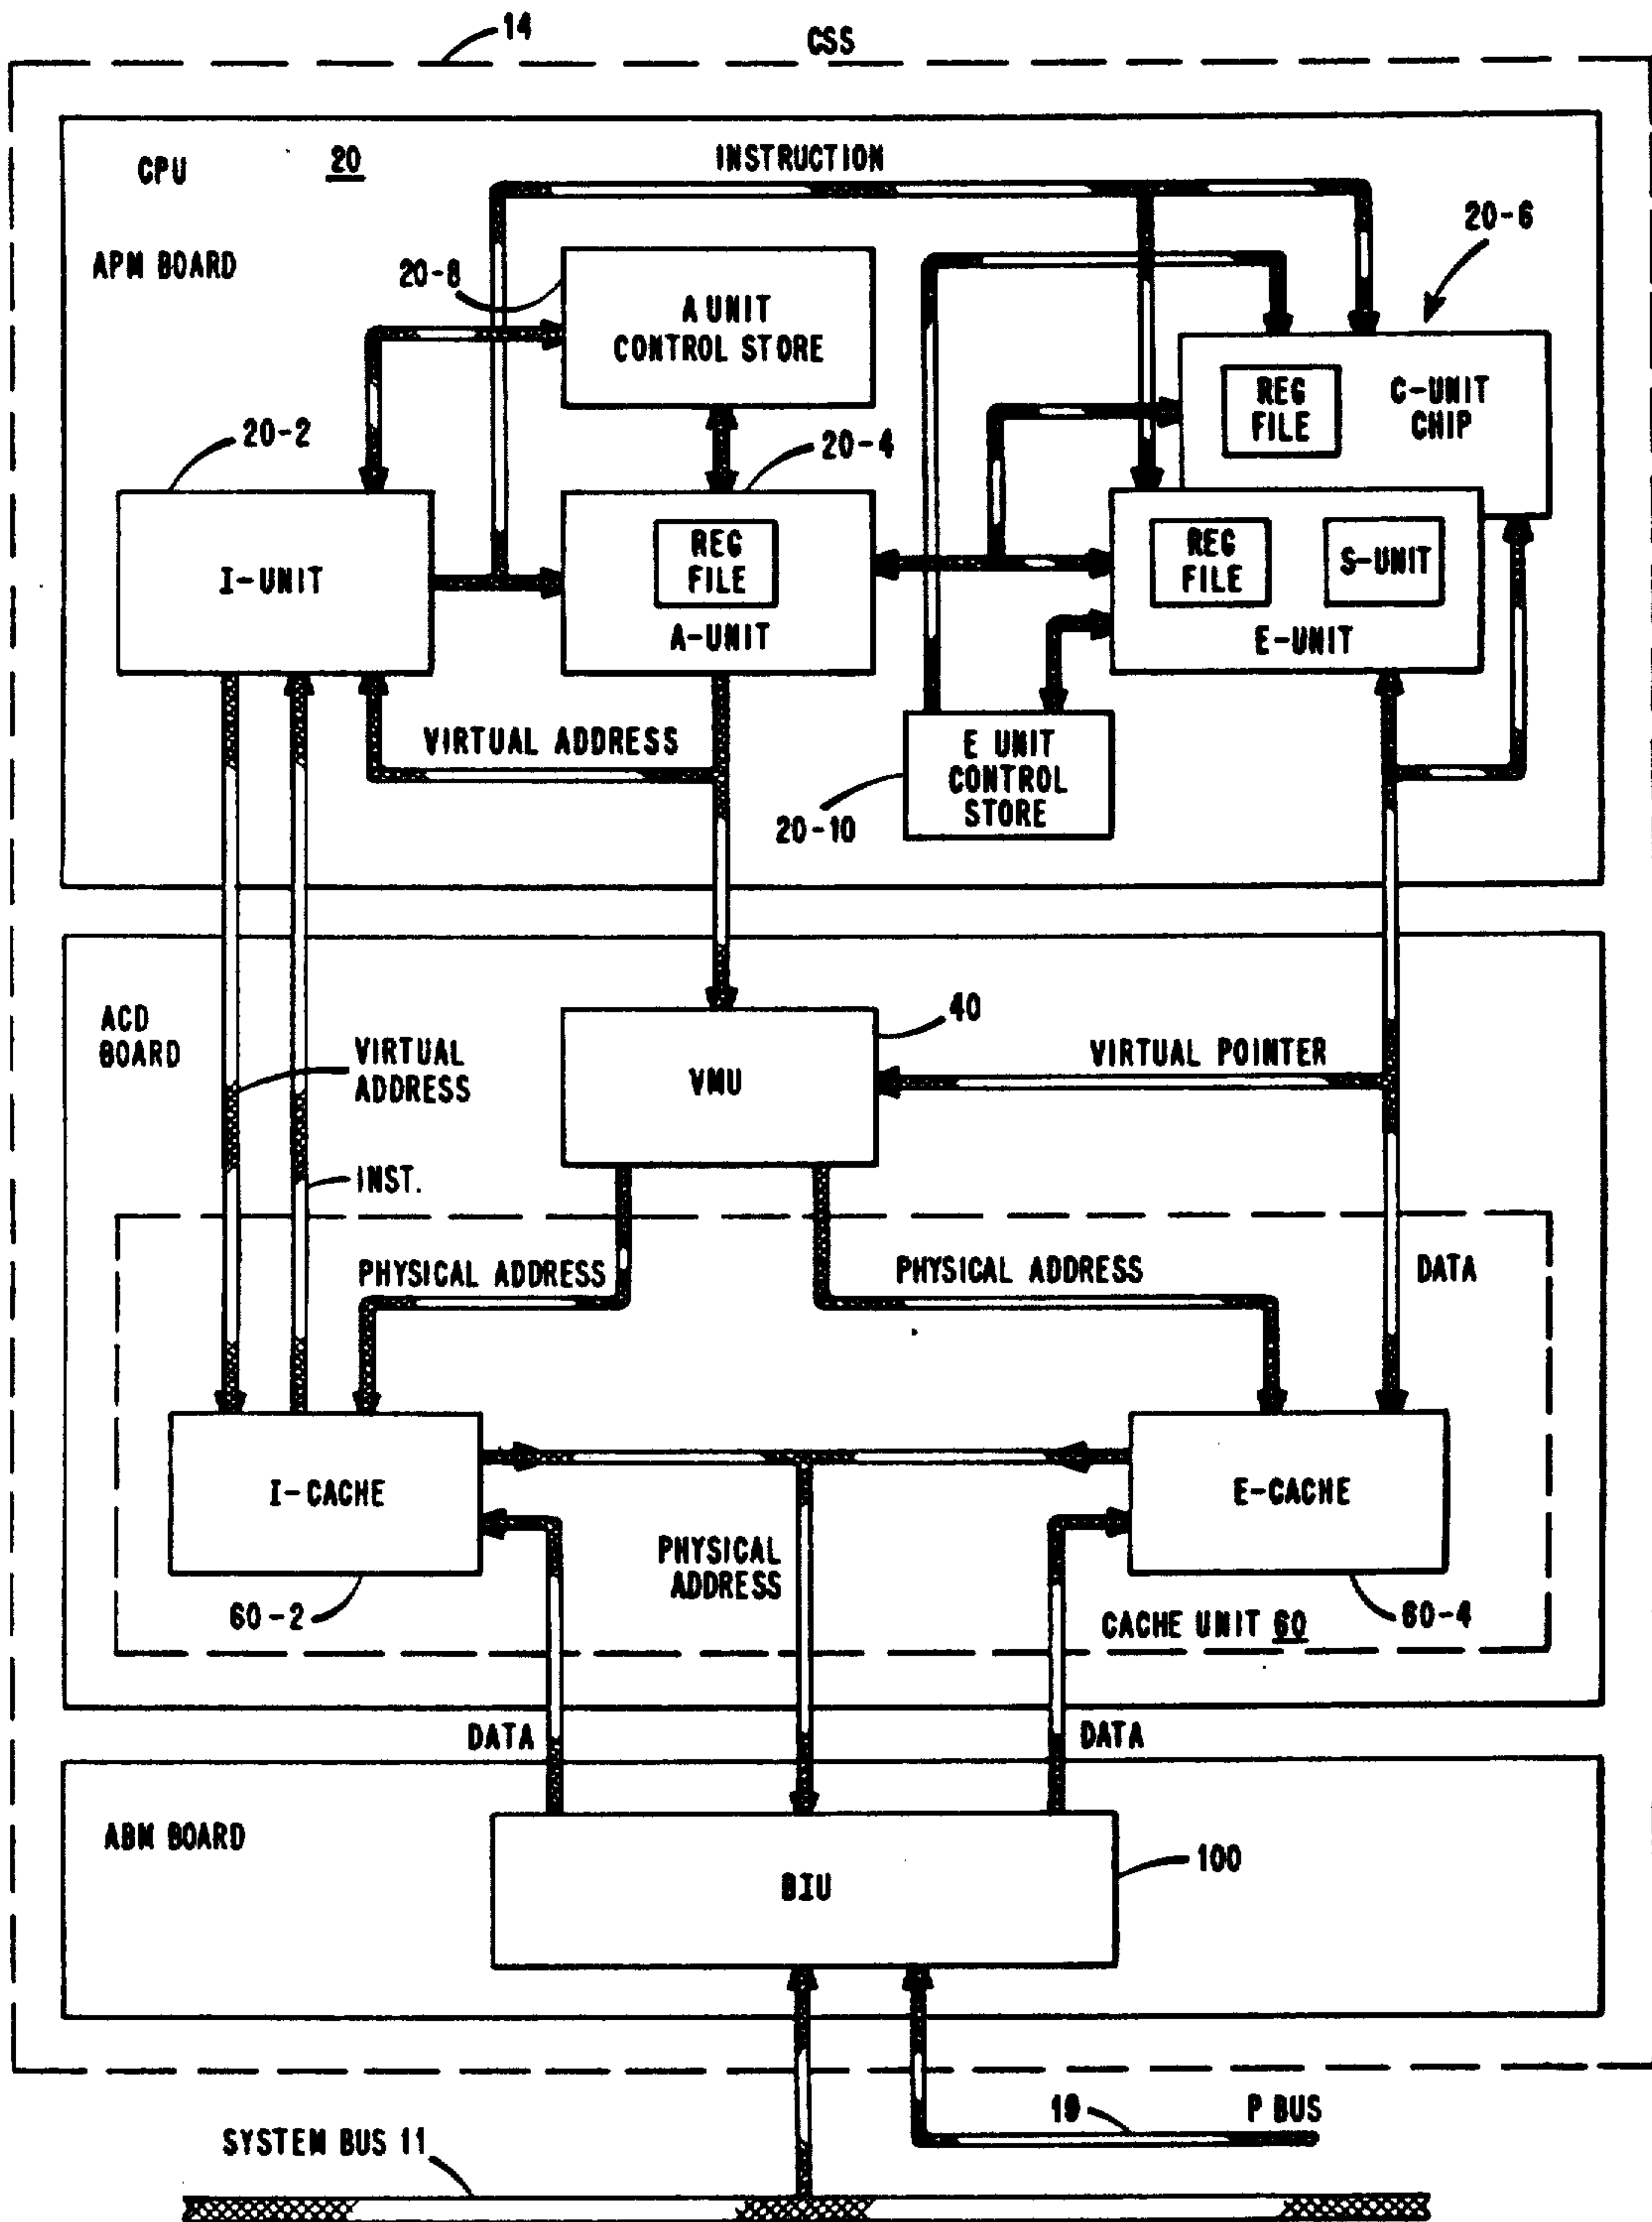 14
CSS
CPU
20
INSTRUCTION
APM BOARD
20-6
20-8
A UNIT
CONTROL STORE
REG
FILE
C-UNIT
CHIP
20-2
20-4
I-UNIT
REG
FILE
A-UNIT
REG
FILE
S-UNIT
E-UNIT
VIRTUAL ADDRESS
E UNIT
CONTROL
STORE
20-10
ACD
BOARD
40
VIRTUAL
ADDRESS
VMU
VIRTUAL POINTER
INST.
PHYSICAL ADDRESS
PHYSICAL ADDRESS
DATA
I-CACHE
E-CACHE
PHYSICAL
ADDRESS
60-2
CACHE UNIT 60
60-4
DATA
DATA
ABM BOARD
BIU
100
19
P BUS
SYSTEM BUS 11